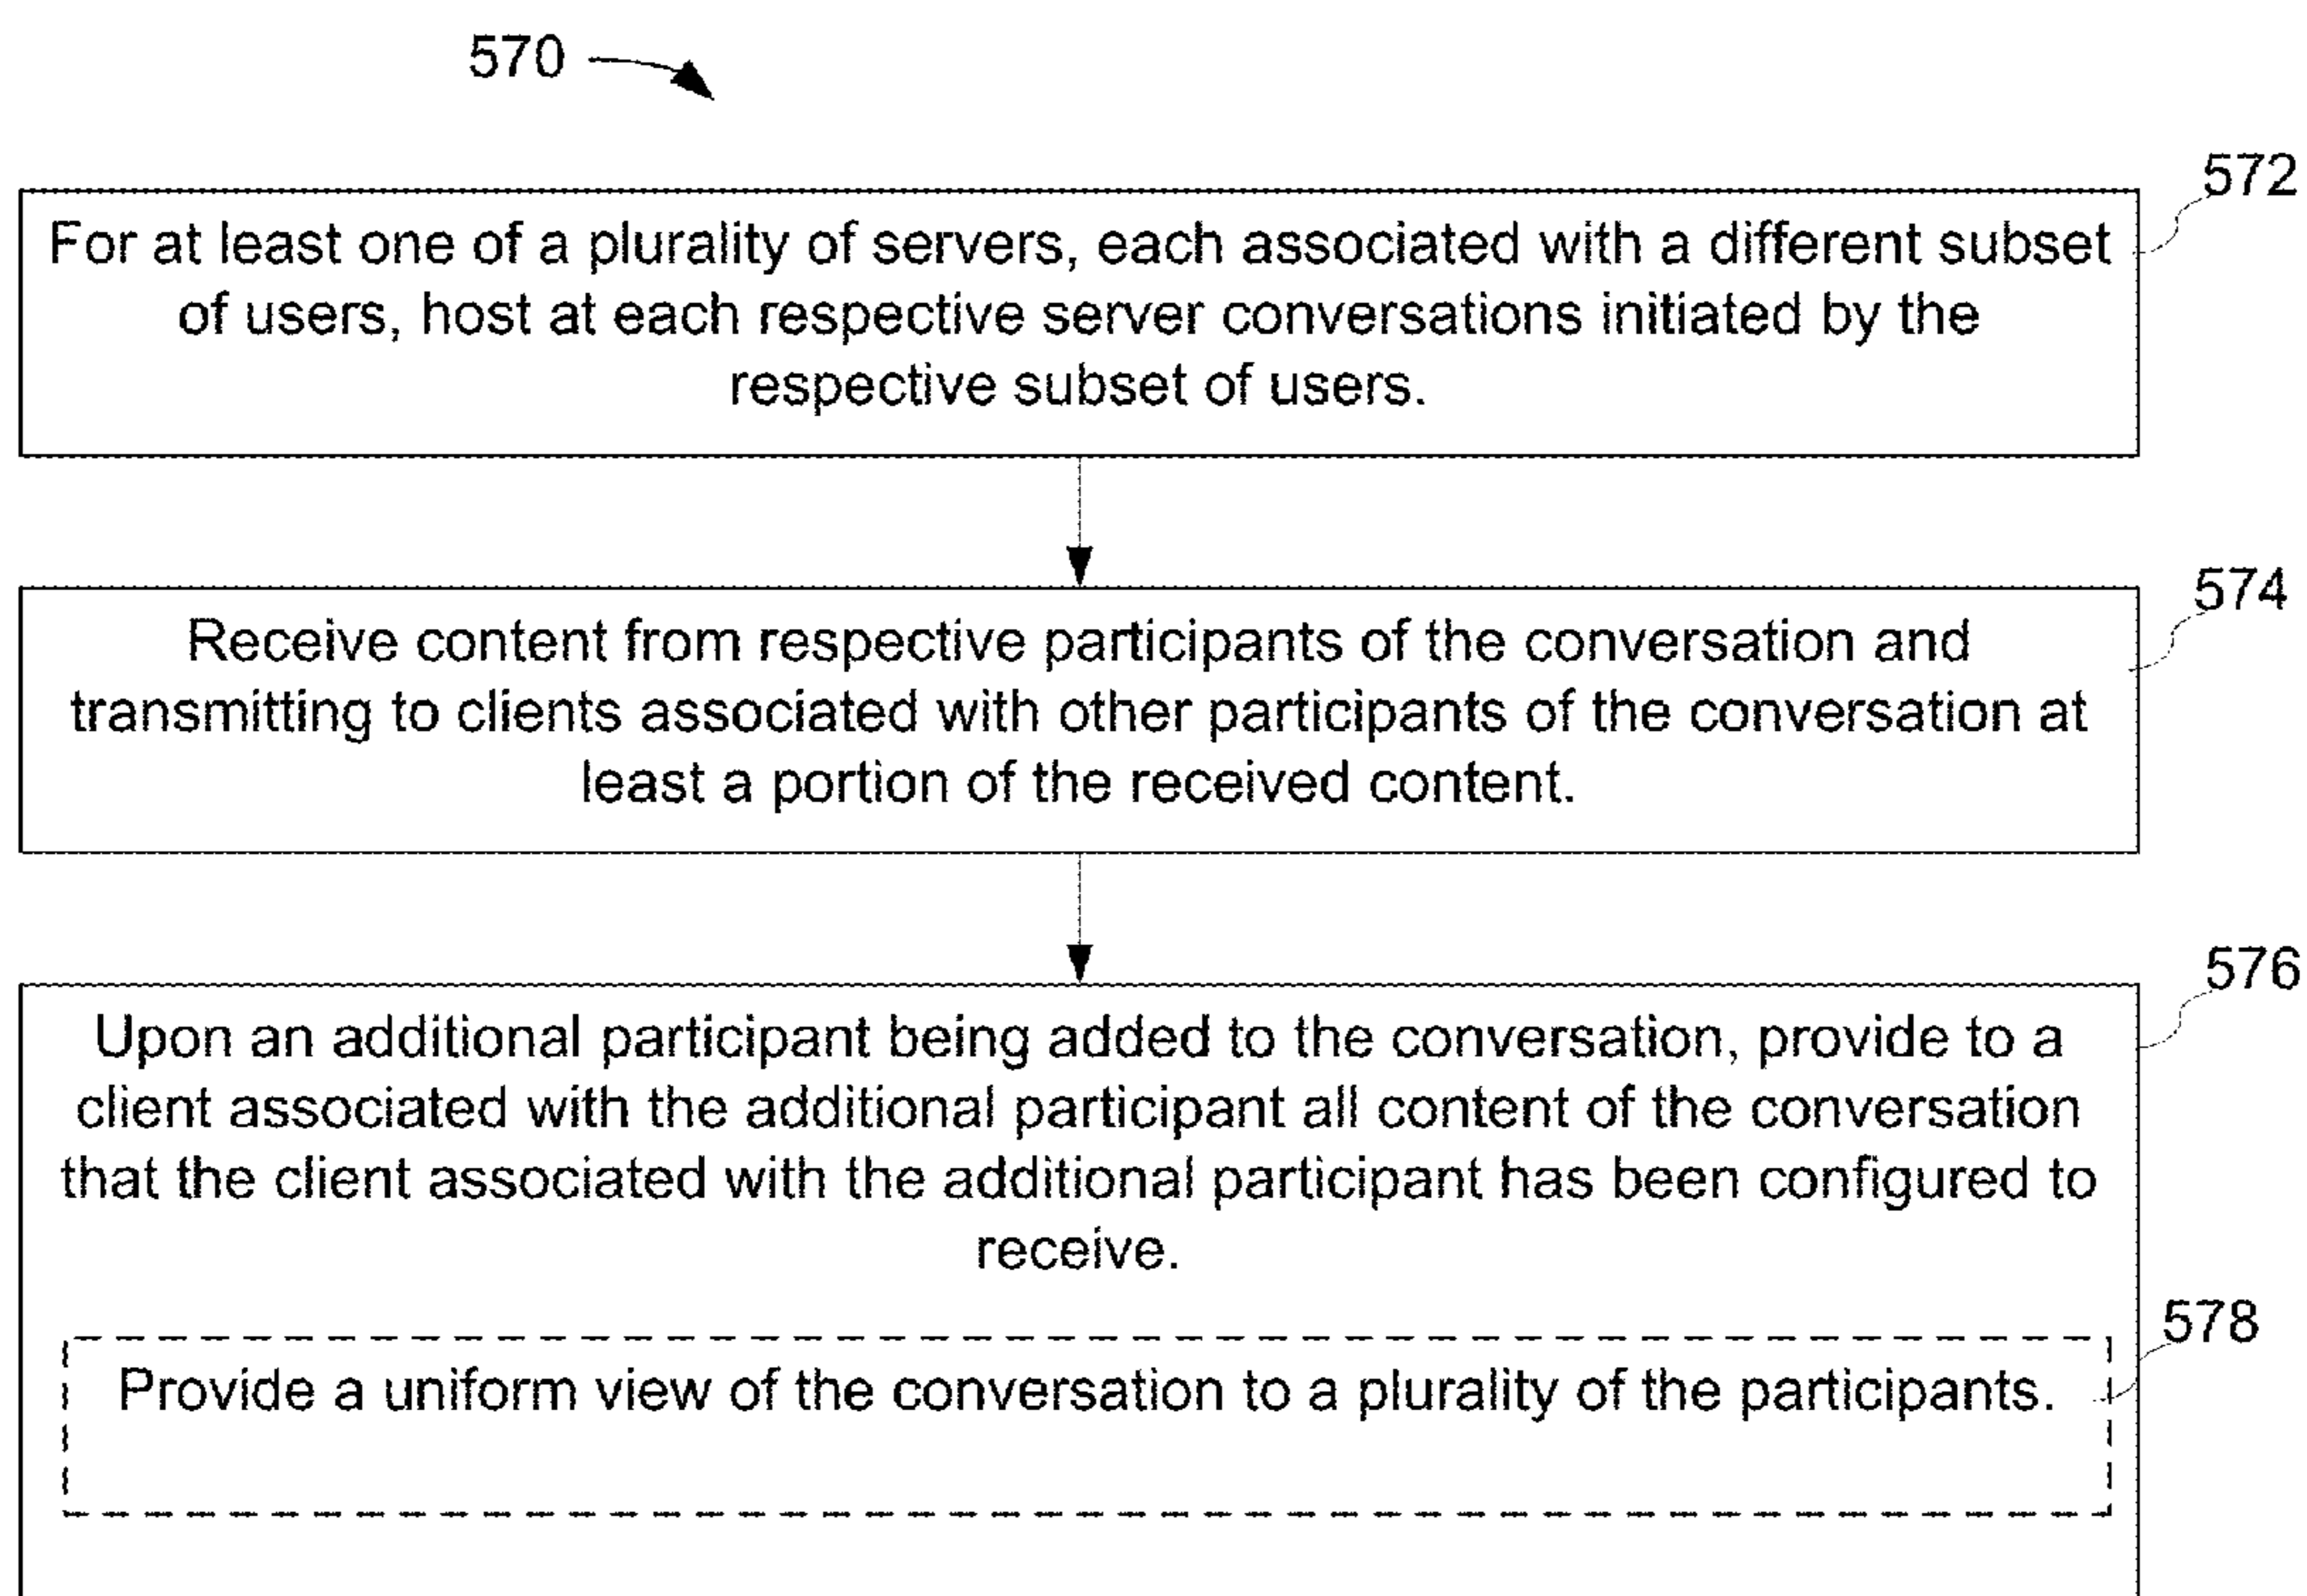 570
572
For at least one of a plurality of servers, each associated with a different subset
of users, host at each respective server conversations initiated by the
respective subset of users.
574
Receive content from respective participants of the conversation and
transmitting to clients associated with other participants of the conversation at
least a portion of the received content.
576
Upon an additional participant being added to the conversation, provide to a
client associated with the additional participant all content of the conversation
that the client associated with the additional participant has been configured to
receive.
578
Provide a uniform view of the conversation to a plurality of the participants.